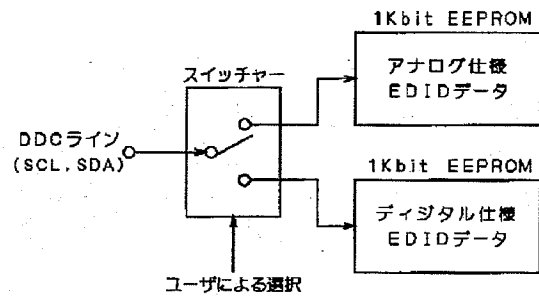 1Kbit EEPROM
アナログ仕様
EDIDデータ
スイッチャー
DDCライン
(SCL, SDA)
1Kbit EEPROM
ディジタル仕様
EDIDデータ
ユーザによる選択